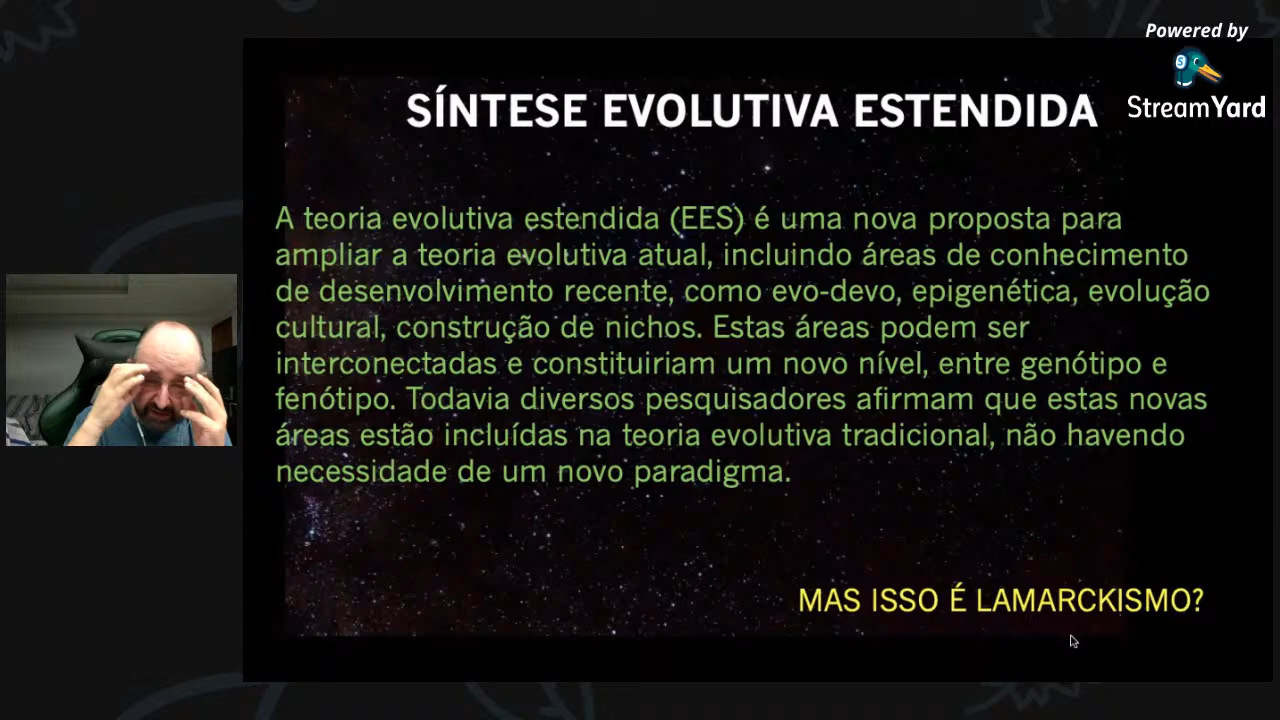 Powered by
StreamYard
SÍNTESE EVOLUTIVA ESTENDIDA
A teoria evolutiva estendida (EES) é uma nova proposta para
ampliar a teoria evolutiva atual, incluindo áreas de conhecimento
de desenvolvimento recente, como evo-devo, epigenética, evolução
cultural, construção de nichos. Estas áreas podem ser
interconectadas e constituiriam um novo nível, entre genótipo e
fenótipo. Todavia diversos pesquisadores afirmam que estas novas
áreas estão incluídas na teoria evolutiva tradicional, não havendo
necessidade de um novo paradigma.
MAS ISSO É LAMARCKISMO?